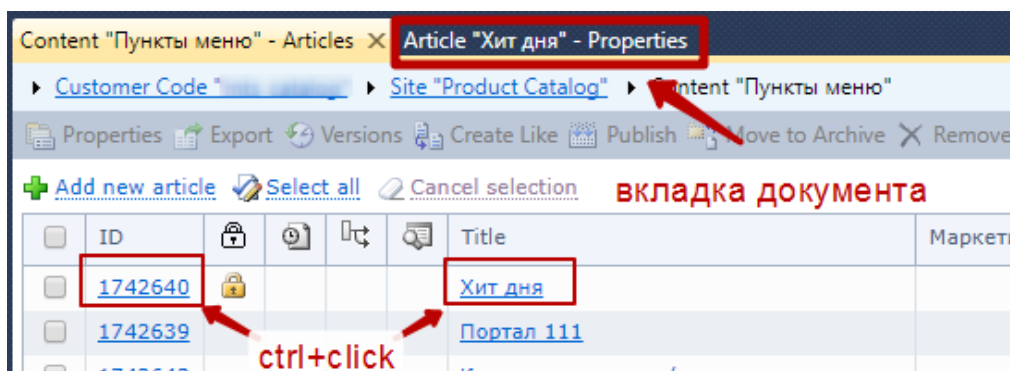 Content "Пункты меню" - Articles × Article "Хит дня" - Properties
Customer Code " Site "Product Catalog" Content "Пункты меню"
Properties Export Versions Create Like Publish Move to Archive Remove
Add new article Select all Cancel selection вкладка документа
ID Title Маркети
1742640 Хит дня
1742639 Портал 111
ctrl+click